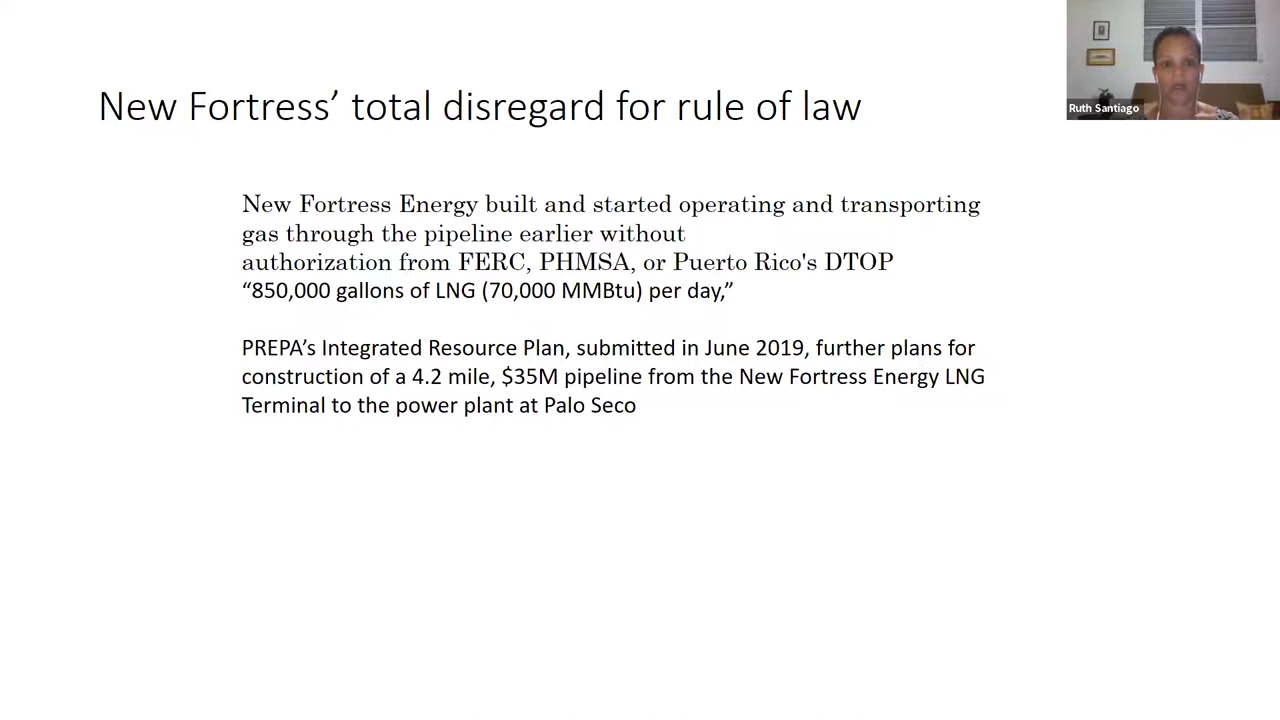 New Fortress’ total disregard for rule of law
Ruth Santiago
New Fortress Energy built and started operating and transporting
gas through the pipeline earlier without
authorization from FERC, PHMSA, or Puerto Rico's DTOP
“850,000 gallons of LNG (70,000 MMBtu) per day,”
PREPA’s Integrated Resource Plan, submitted in June 2019, further plans for
construction of a 4.2 mile, $35M pipeline from the New Fortress Energy LNG
Terminal to the power plant at Palo Seco